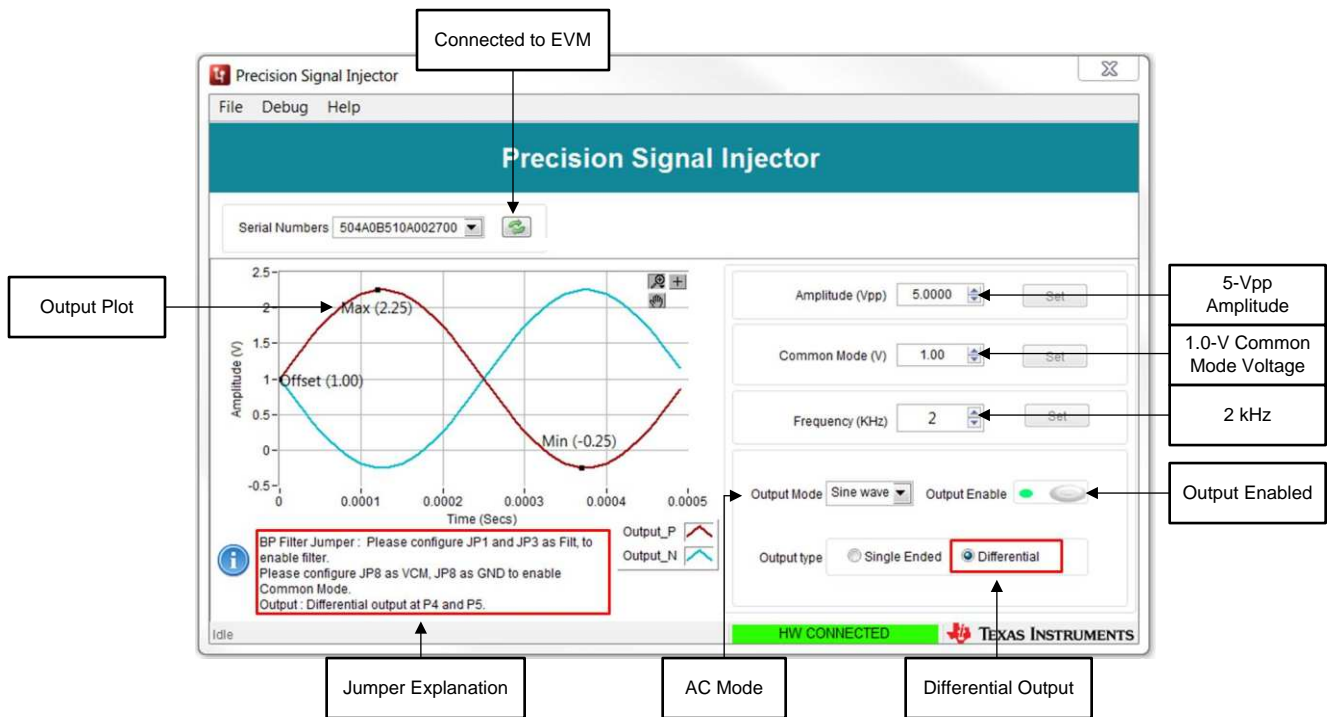 Connected to EVM
Precision Signal Injector
File Debug Help
Precision Signal Injector
Serial Numbers 504A0B510A002700
Output Plot
Amplitude (V)
2.5
2
1.5
1
0.5
0
-0.5
Max (2.25)
Offset (1.00)
Min (-0.25)
0 0.0001 0.0002 0.0003 0.0004 0.0005
Time (Secs)
Output_P
Output_N
BP Filter Jumper : Please configure JP1 and JP3 as Filt, to
enable filter.
Please configure JP8 as VCM, JP8 as GND to enable
Common Mode.
Output : Differential output at P4 and P5.
Amplitude (Vpp) 5.0000 Set
Common Mode (V) 1.00 Set
Frequency (KHz) 2 Set
Output Mode Sine wave Output Enable
Output type Single Ended Differential
5-Vpp
Amplitude
1.0-V Common
Mode Voltage
2 kHz
Output Enabled
Idle
HW CONNECTED
TEXAS INSTRUMENTS
Jumper Explanation
AC Mode
Differential Output